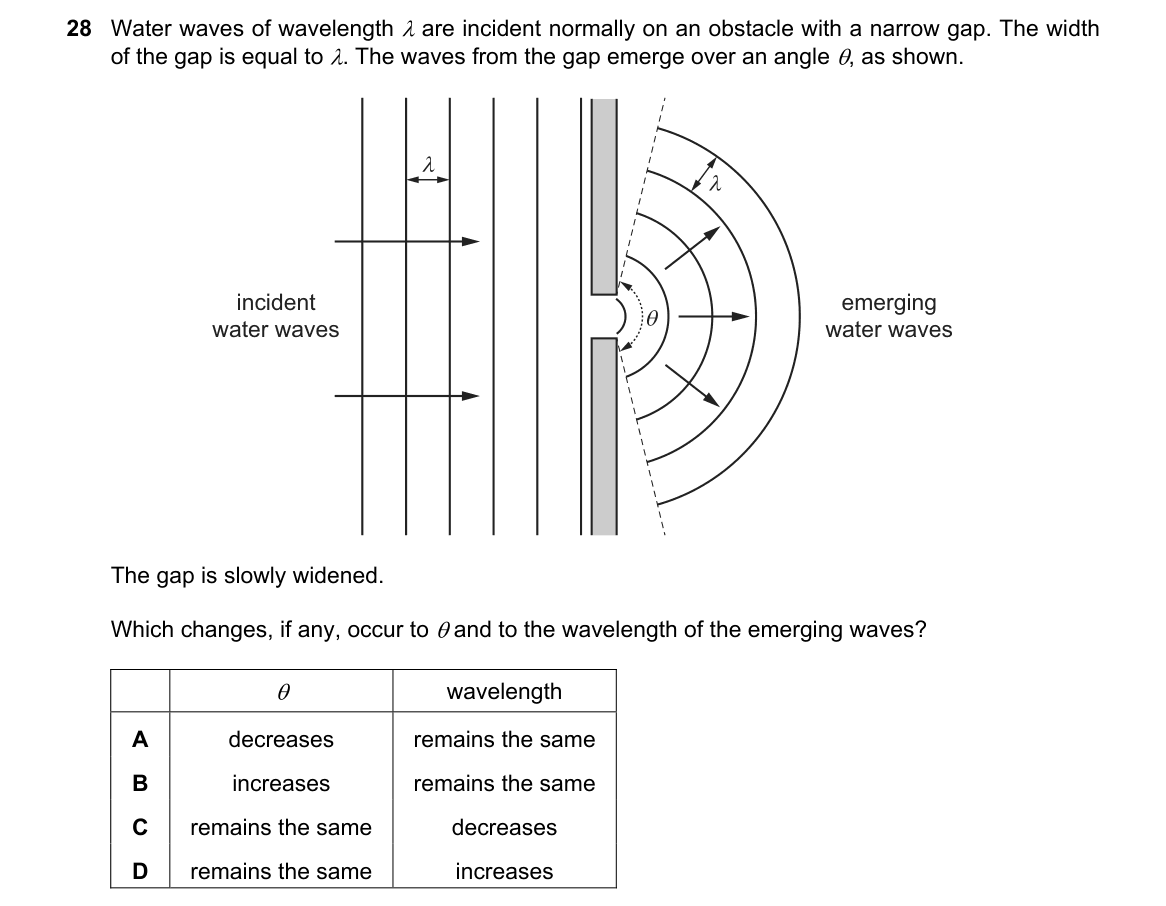 28 Water waves of wavelength λ are incident normally on an obstacle with a narrow gap. The width
of the gap is equal to λ. The waves from the gap emerge over an angle θ, as shown.
λ
λ
incident
water waves
θ
emerging
water waves
The gap is slowly widened.
Which changes, if any, occur to θ and to the wavelength of the emerging waves?
θ wavelength
A decreases remains the same
B increases remains the same
C remains the same decreases
D remains the same increases